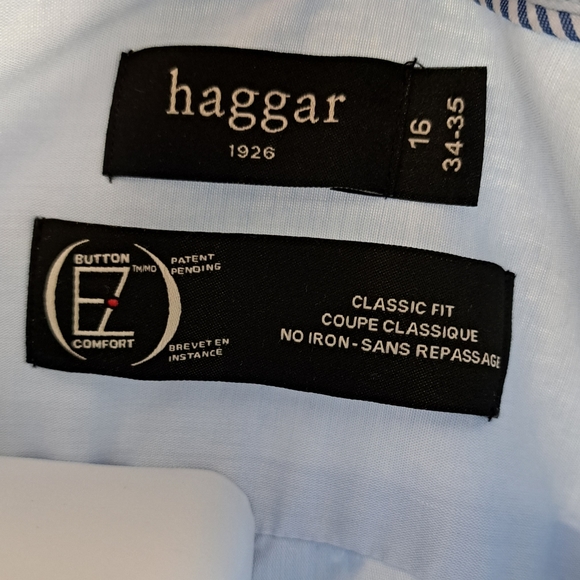 haggar
1926
16
34-35
BUTTON
EZ TM/MD
COMFORT
PATENT
PENDING
BREVET EN
INSTANCE
CLASSIC FIT
COUPE CLASSIQUE
NO IRON-SANS REPASSAGE